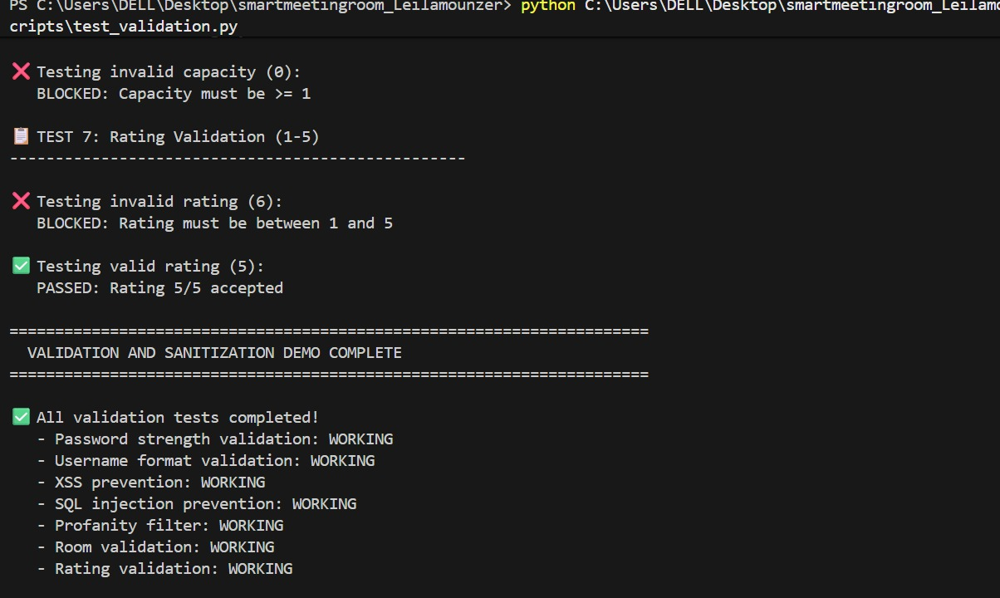 PS C:\Users\DELL\Desktop\smartmeetingroom_Leilamounzer> python C:\Users\DELL\Desktop\smartmeetingroom_Leilamo
cripts\test_validation.py
❌ Testing invalid capacity (0):
BLOCKED: Capacity must be >= 1
📋 TEST 7: Rating Validation (1-5)
--------------------------------------------------
❌ Testing invalid rating (6):
BLOCKED: Rating must be between 1 and 5
✅ Testing valid rating (5):
PASSED: Rating 5/5 accepted
======================================================================
VALIDATION AND SANITIZATION DEMO COMPLETE
======================================================================
✅ All validation tests completed!
- Password strength validation: WORKING
- Username format validation: WORKING
- XSS prevention: WORKING
- SQL injection prevention: WORKING
- Profanity filter: WORKING
- Room validation: WORKING
- Rating validation: WORKING